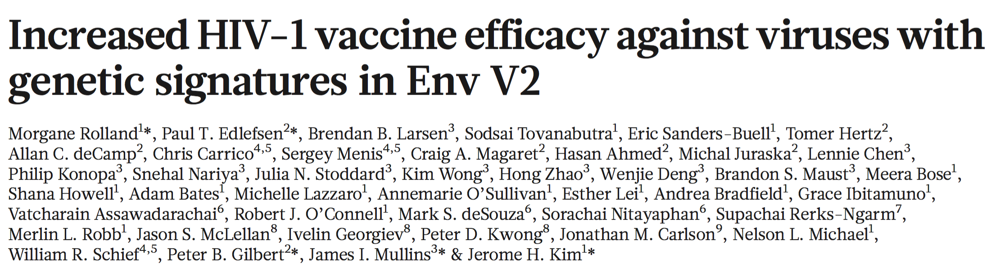 Increased HIV-1 vaccine efficacy against viruses with
genetic signatures in Env V2
Morgane Rolland1*, Paul T. Edlefsen2*, Brendan B. Larsen3, Sodsai Tovanabutra1, Eric Sanders-Buell1, Tomer Hertz2,
Allan C. deCamp2, Chris Carrico4,5, Sergey Menis4,5, Craig A. Magaret2, Hasan Ahmed2, Michal Juraska2, Lennie Chen3,
Philip Konopa3, Snehal Nariya3, Julia N. Stoddard3, Kim Wong3, Hong Zhao3, Wenjie Deng3, Brandon S. Maust3, Meera Bose1,
Shana Howell1, Adam Bates1, Michelle Lazzaro1, Annemarie O’Sullivan1, Esther Lei1, Andrea Bradfield1, Grace Ibitamuno1,
Vatcharain Assawadarachai6, Robert J. O’Connell1, Mark S. deSouza6, Sorachai Nitayaphan6, Supachai Rerks-Ngarm7,
Merlin L. Robb1, Jason S. McLellan8, Ivelin Georgiev8, Peter D. Kwong8, Jonathan M. Carlson9, Nelson L. Michael1,
William R. Schief4,5, Peter B. Gilbert2*, James I. Mullins3* & Jerome H. Kim1*